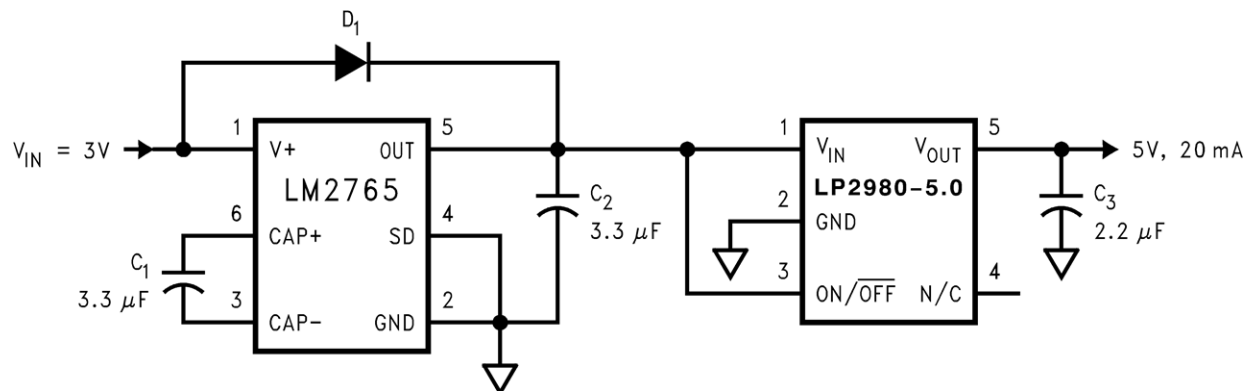 D1
VIN = 3V
1
V+
OUT
5
LM2765
6
CAP+
SD
4
C1
3.3 μF
3
CAP-
GND
2
C2
3.3 μF
1
VIN
VOUT
5
5V, 20 mA
LP2980-5.0
2
GND
C3
2.2 μF
3
ON/OFF
N/C
4